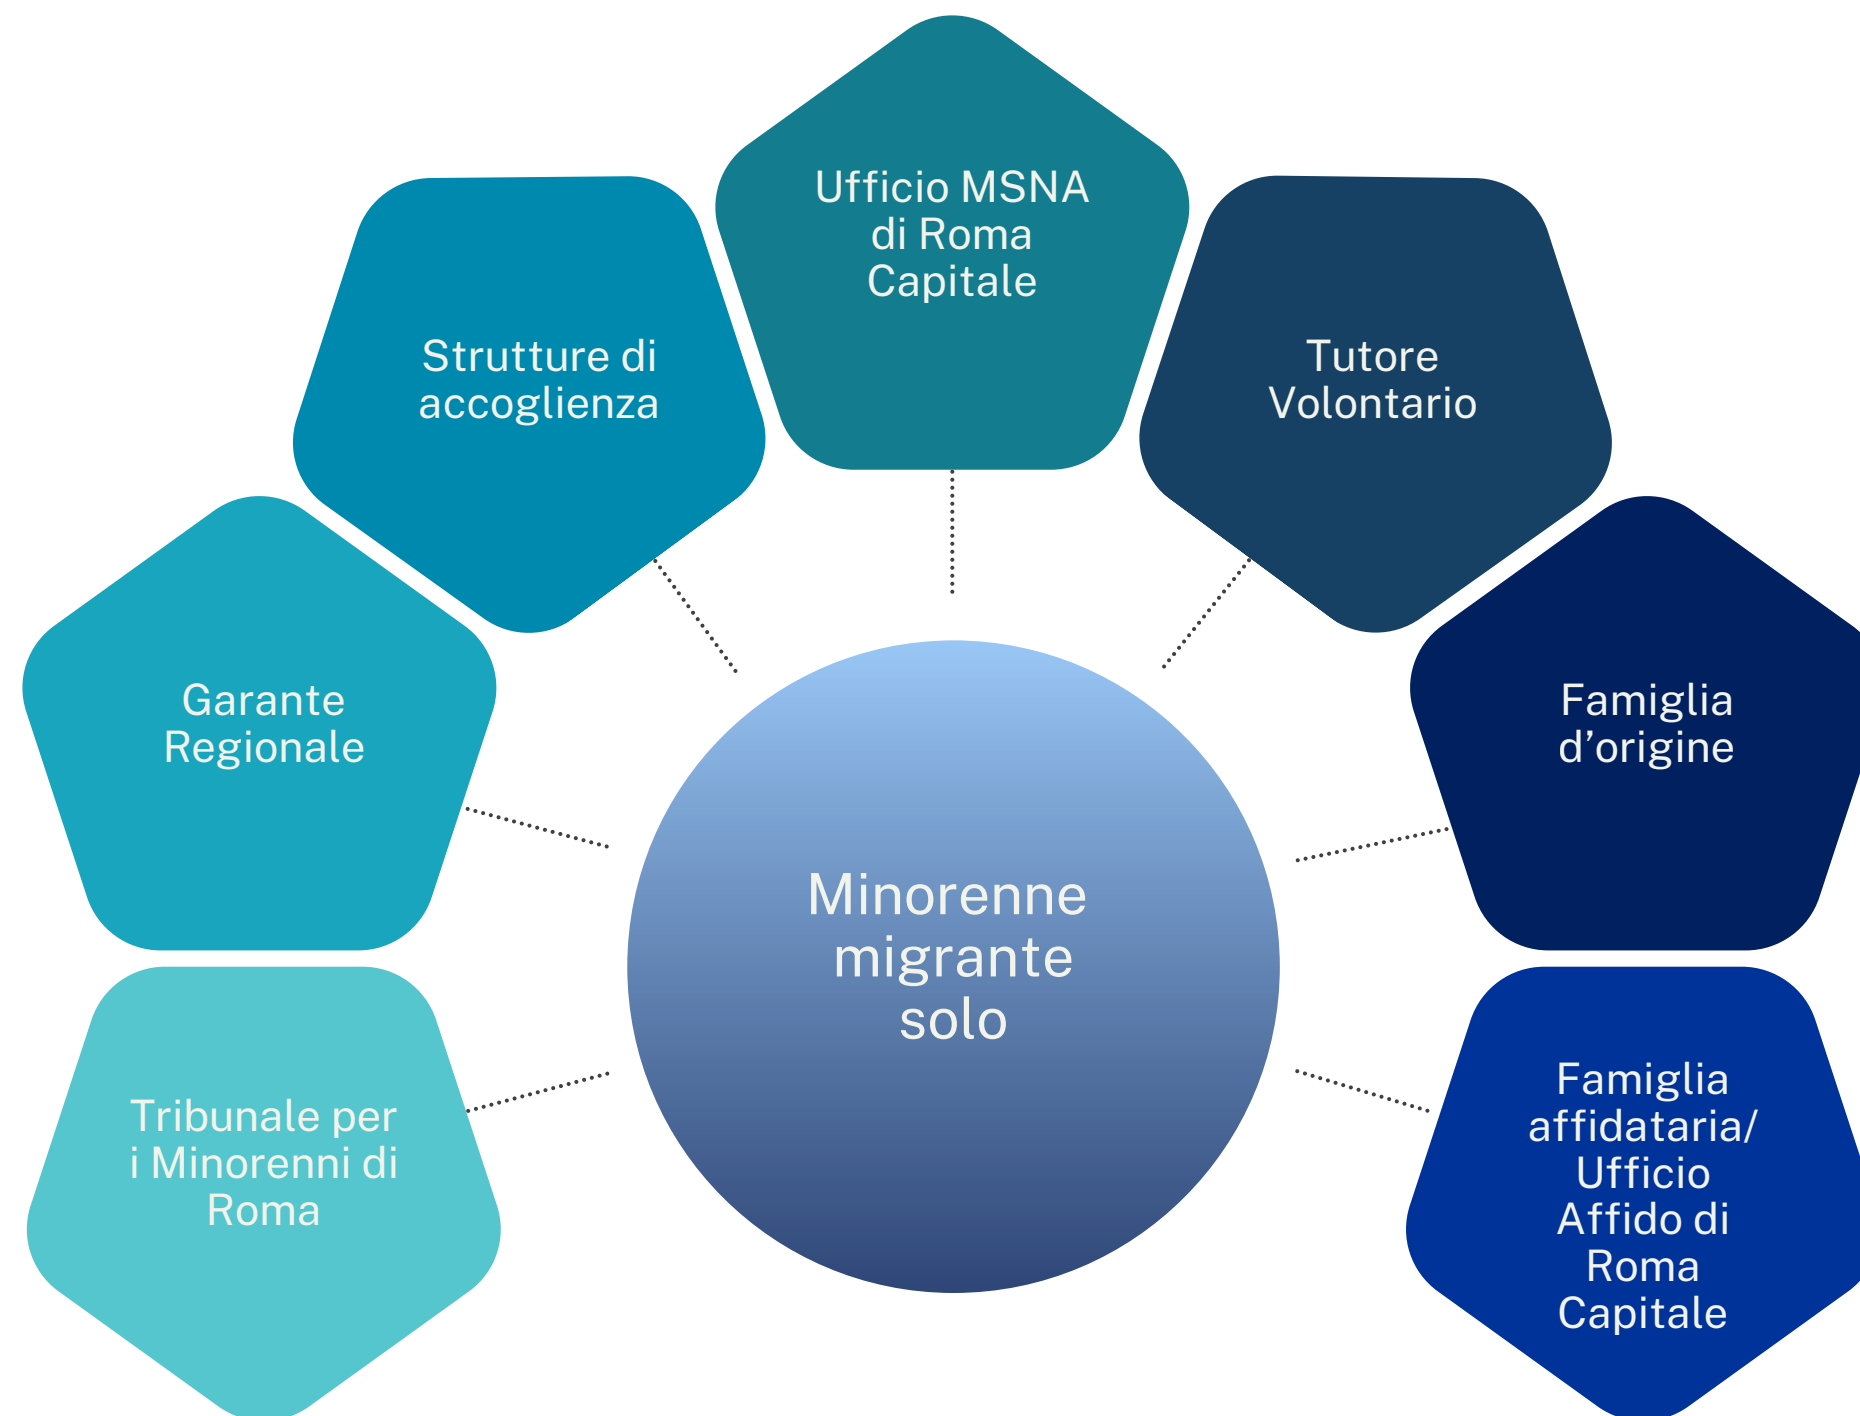 Ufficio MSNA
di Roma
Capitale
Strutture di
accoglienza
Tutore
Volontario
Garante
Regionale
Famiglia
d’origine
Minorenne
migrante
solo
Tribunale per
i Minorenni di
Roma
Famiglia
affidataria/
Ufficio
Affido di
Roma
Capitale